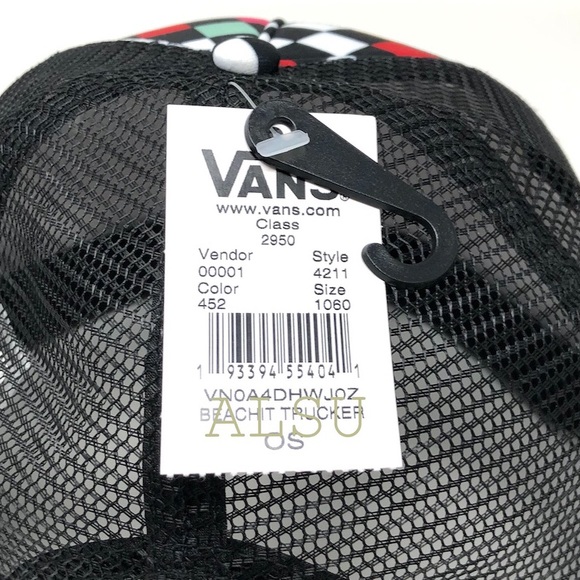 VANS
www.vans.com
Class
2950
Vendor Style
00001 4211
Color Size
452 1060
1 93394 55404 1
VN0A4DHWJ0Z
BEACHIT TRUCKER
ALSU
OS